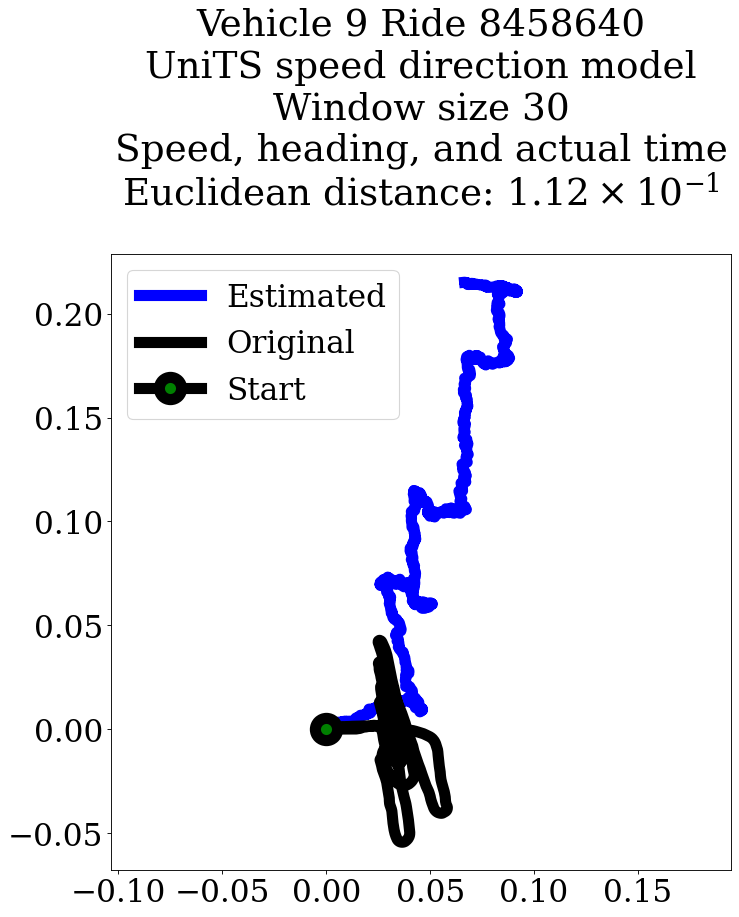 Vehicle 9 Ride 8458640
UniTS speed direction model
Window size 30
Speed, heading, and actual time
Euclidean distance: 1.12 × 10⁻¹
Estimated
Original
Start
0.20
0.15
0.10
0.05
0.00
−0.05
−0.10 −0.05 0.00 0.05 0.10 0.15